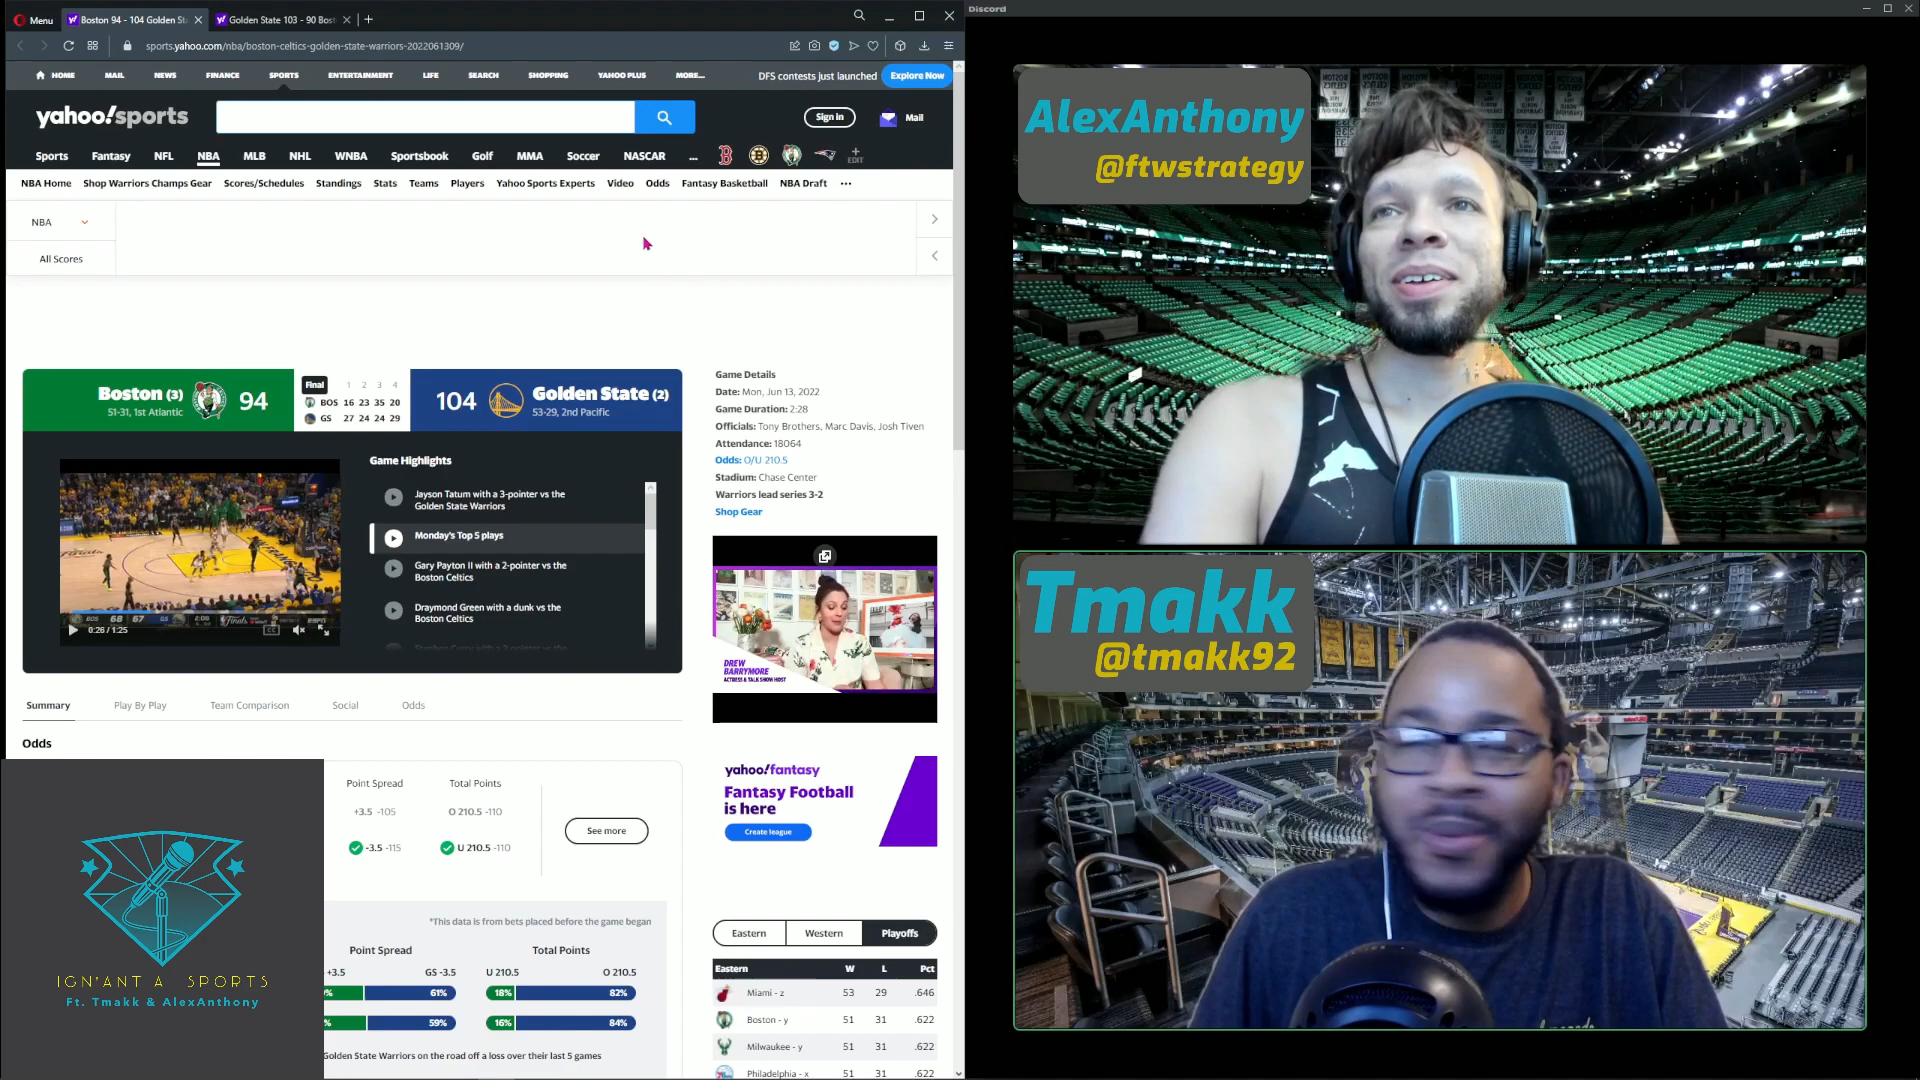 Menu
Boston 94 - 104 Golden St
Golden State 103 - 90 Bost
sports.yahoo.com/nba/boston-celtics-golden-state-warriors-2022061309/
HOME MAIL NEWS FINANCE SPORTS ENTERTAINMENT LIFE SEARCH SHOPPING YAHOO PLUS MORE...
DFS contests just launched Explore Now
yahoo!sports
Sign in
Mail
Sports Fantasy NFL NBA MLB NHL WNBA Sportsbook Golf MMA Soccer NASCAR ... EDIT
NBA Home Shop Warriors Champs Gear Scores/Schedules Standings Stats Teams Players Yahoo Sports Experts Video Odds Fantasy Basketball NBA Draft ...
NBA
All Scores
Boston (3)
51-31, 1st Atlantic
94
Final 1 2 3 4
BOS 16 23 35 20
GS 27 24 24 29
104
Golden State (2)
53-29, 2nd Pacific
Game Highlights
Jayson Tatum with a 3-pointer vs the
Golden State Warriors
Monday's Top 5 plays
Gary Payton II with a 2-pointer vs the
Boston Celtics
Draymond Green with a dunk vs the
Boston Celtics
BOS 68 67 GS
0:26 / 1:25
Game Details
Date: Mon, Jun 13, 2022
Game Duration: 2:28
Officials: Tony Brothers, Marc Davis, Josh Tiven
Attendance: 18064
Odds: O/U 210.5
Stadium: Chase Center
Warriors lead series 3-2
Shop Gear
DREW
BARRYMORE
ACTRESS & TALK SHOW HOST
Summary Play By Play Team Comparison Social Odds
Odds
Point Spread Total Points
+3.5 -105 O 210.5 -110
-3.5 -115 U 210.5 -110
See more
*This data is from bets placed before the game began
Point Spread Total Points
+3.5 GS -3.5 U 210.5 O 210.5
61% 18% 82%
59% 16% 84%
Golden State Warriors on the road off a loss over their last 5 games
yahoo!fantasy
Fantasy Football
is here
Create league
Eastern Western Playoffs
Eastern W L Pct
Miami - z 53 29 .646
Boston - y 51 31 .622
Milwaukee - y 51 31 .622
Philadelphia - x 51 31 .622
IGN'ANT A SPORTS
Ft. Tmakk & AlexAnthony
Discord
AlexAnthony
@ftwstrategy
Tmakk
@tmakk92